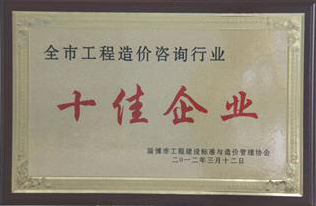 全市工程造价咨询行业
十佳企业
淄博市工程建设标准与造价管理协会
二〇一二年三月十二日